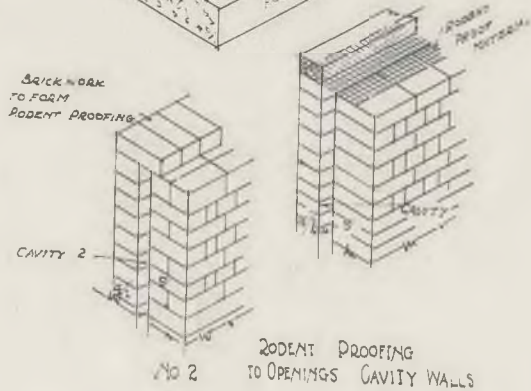 RODENT
PROOF
MATERIAL
BRICKWORK
TO FORM
RODENT PROOFING
CAVITY
CAVITY 2
No 2
RODENT PROOFING
TO OPENINGS CAVITY WALLS